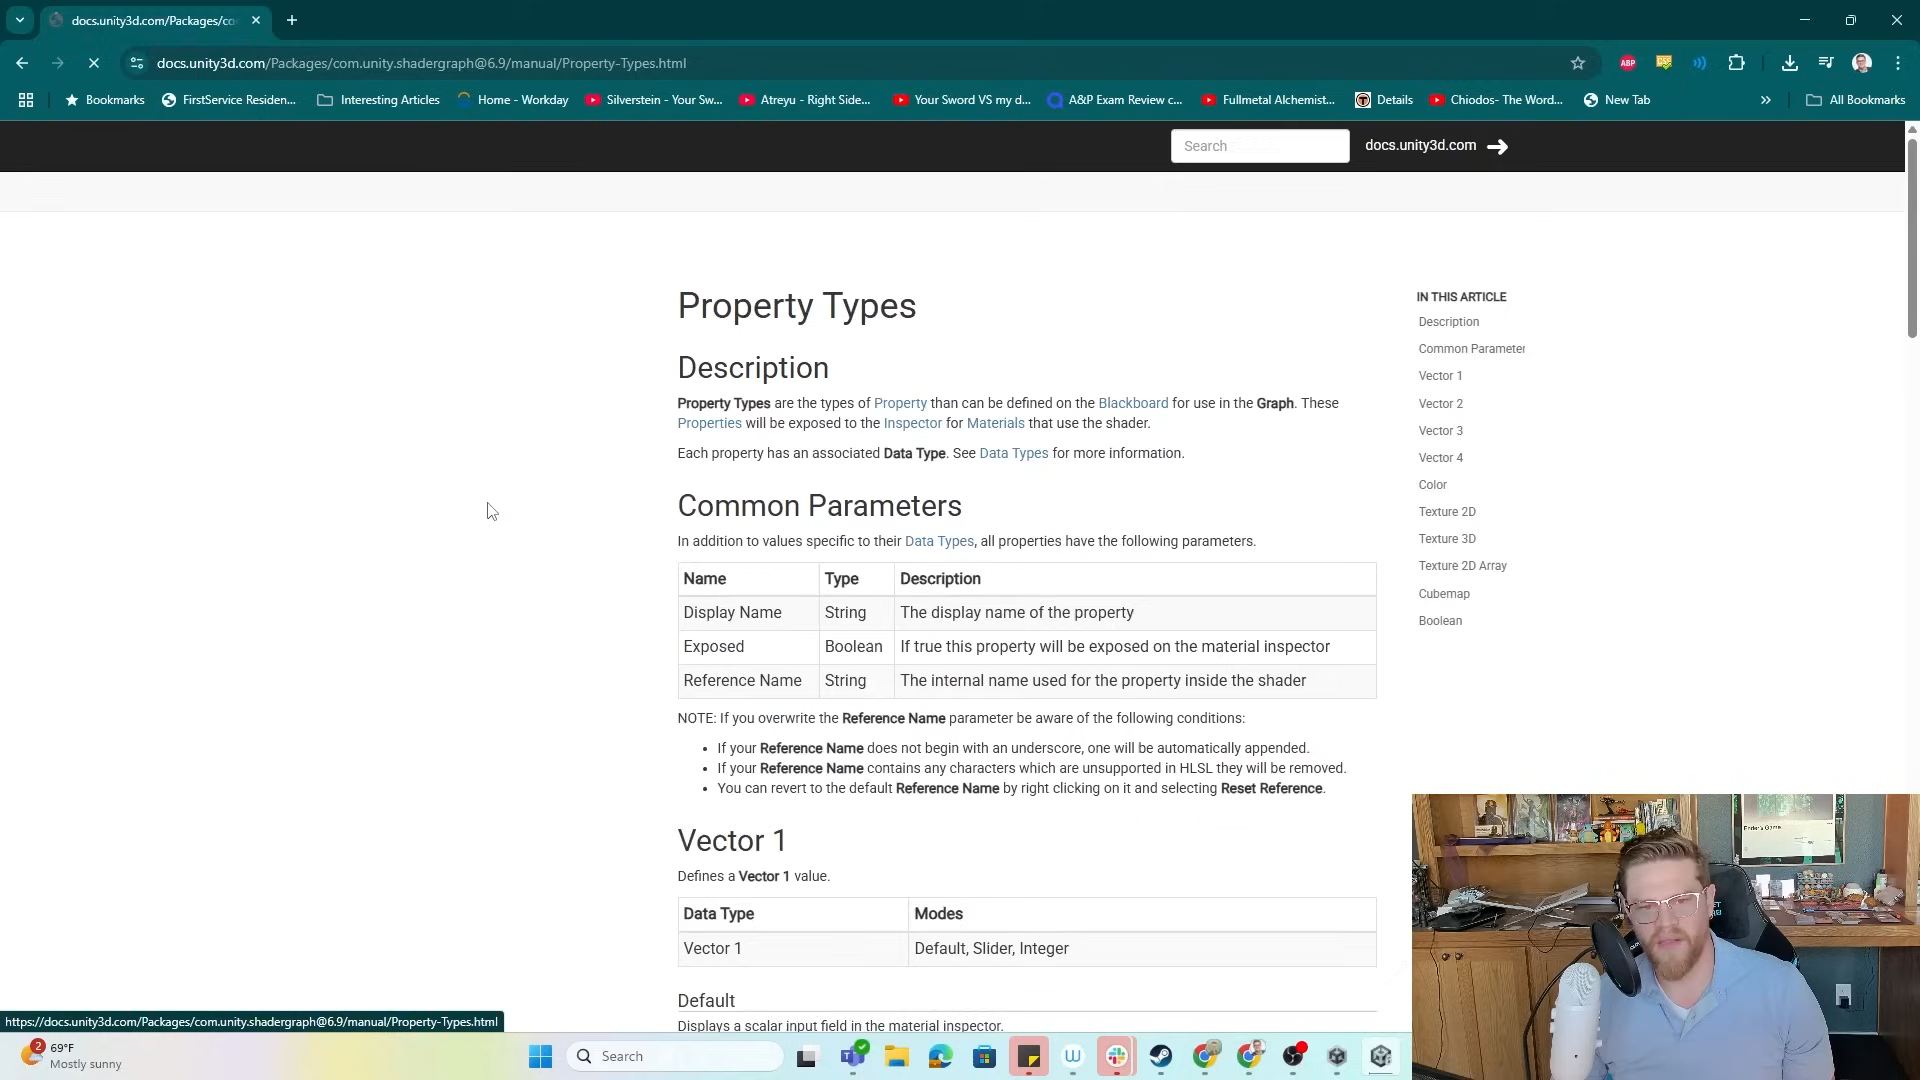 docs.unity3d.com/Packages/co
docs.unity3d.com/Packages/com.unity.shadergraph@6.9/manual/Property-Types.html
ABP
Bookmarks
FirstService Residen...
Interesting Articles
Home - Workday
Silverstein - Your Sw...
Atreyu - Right Side...
Your Sword VS my d...
A&P Exam Review c...
Fullmetal Alchemist...
Details
Chiodos- The Word...
New Tab
All Bookmarks
Search
docs.unity3d.com
Property Types
Description
Property Types are the types of Property than can be defined on the Blackboard for use in the Graph. These
Properties will be exposed to the Inspector for Materials that use the shader.
Each property has an associated Data Type. See Data Types for more information.
Common Parameters
In addition to values specific to their Data Types, all properties have the following parameters.
Name Type Description
Display Name String The display name of the property
Exposed Boolean If true this property will be exposed on the material inspector
Reference Name String The internal name used for the property inside the shader
NOTE: If you overwrite the Reference Name parameter be aware of the following conditions:
• If your Reference Name does not begin with an underscore, one will be automatically appended.
• If your Reference Name contains any characters which are unsupported in HLSL they will be removed.
• You can revert to the default Reference Name by right clicking on it and selecting Reset Reference.
Vector 1
Defines a Vector 1 value.
Data Type Modes
Vector 1 Default, Slider, Integer
Default
Displays a scalar input field in the material inspector.
IN THIS ARTICLE
Description
Common Parameter
Vector 1
Vector 2
Vector 3
Vector 4
Color
Texture 2D
Texture 3D
Texture 2D Array
Cubemap
Boolean
Ender's Game
https://docs.unity3d.com/Packages/com.unity.shadergraph@6.9/manual/Property-Types.html
2
69°F
Mostly sunny
Search